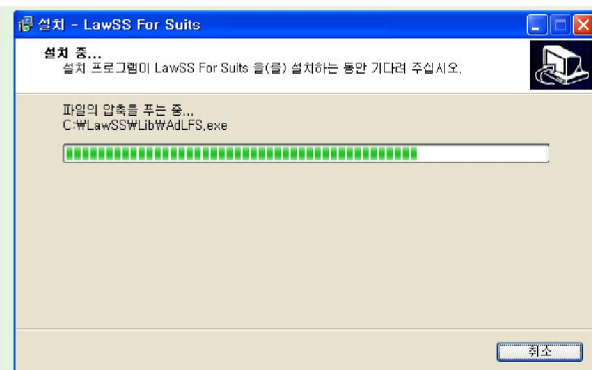 설치 - LawSS For Suits
설치 중...
설치 프로그램이 LawSS For Suits 을(를) 설치하는 동안 기다려 주십시오.
파일의 압축을 푸는 중...
C:₩LawSS₩Lib₩AdLFS.exe
취소